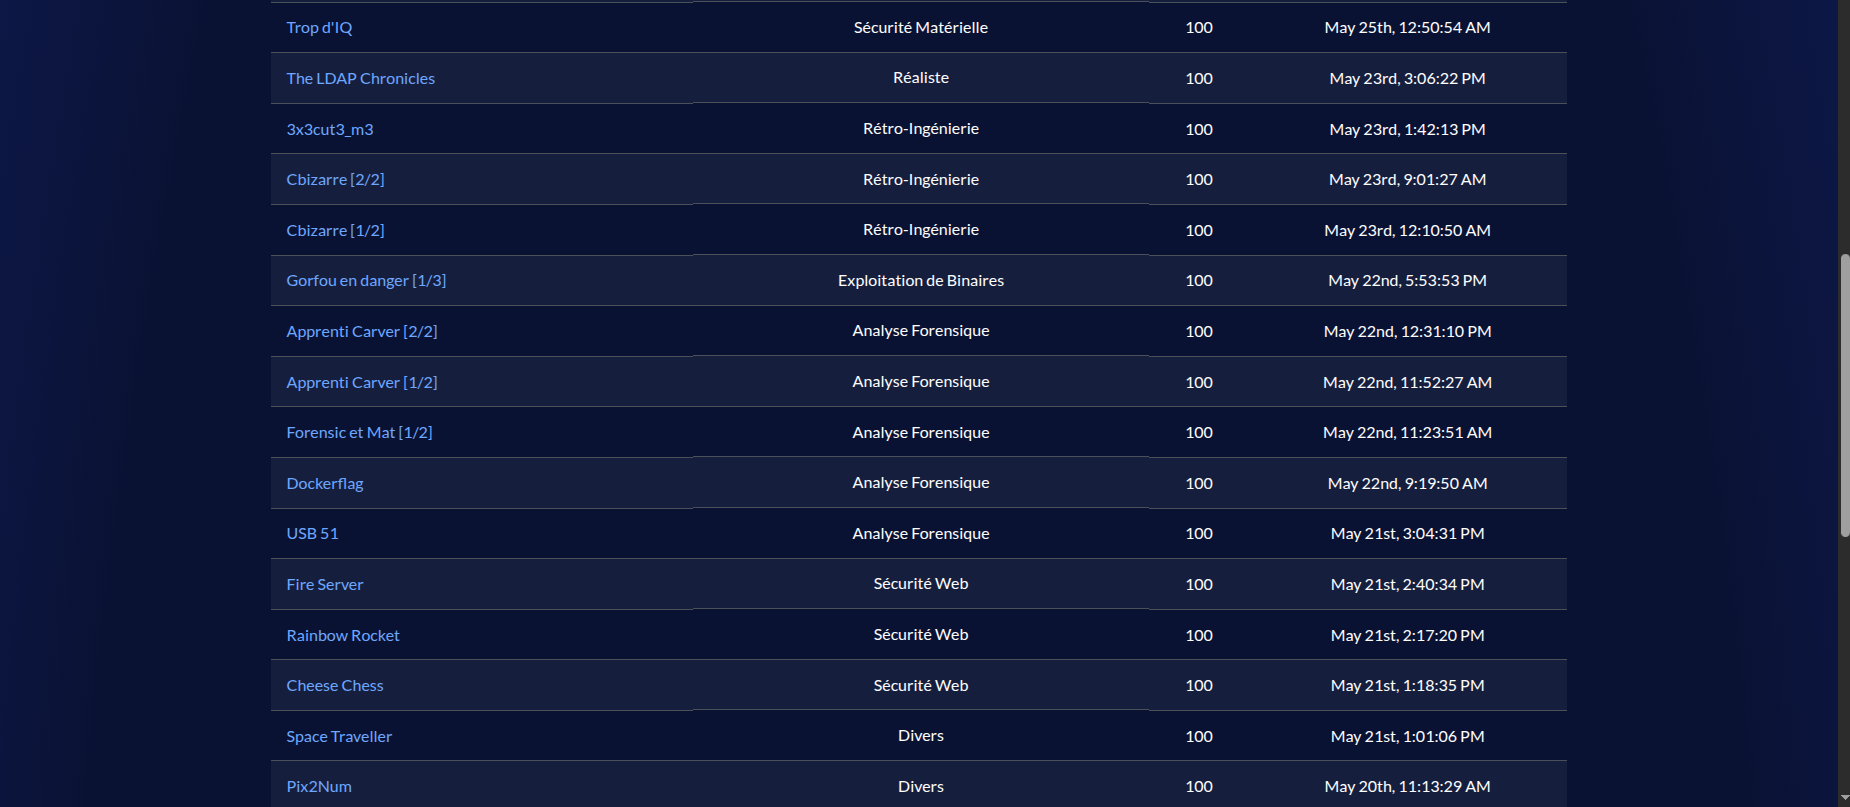 Trop d'IQ Sécurité Matérielle 100 May 25th, 12:50:54 AM
The LDAP Chronicles Réaliste 100 May 23rd, 3:06:22 PM
3x3cut3_m3 Rétro-Ingénierie 100 May 23rd, 1:42:13 PM
Cbizarre [2/2] Rétro-Ingénierie 100 May 23rd, 9:01:27 AM
Cbizarre [1/2] Rétro-Ingénierie 100 May 23rd, 12:10:50 AM
Gorfou en danger [1/3] Exploitation de Binaires 100 May 22nd, 5:53:53 PM
Apprenti Carver [2/2] Analyse Forensique 100 May 22nd, 12:31:10 PM
Apprenti Carver [1/2] Analyse Forensique 100 May 22nd, 11:52:27 AM
Forensic et Mat [1/2] Analyse Forensique 100 May 22nd, 11:23:51 AM
Dockerflag Analyse Forensique 100 May 22nd, 9:19:50 AM
USB 51 Analyse Forensique 100 May 21st, 3:04:31 PM
Fire Server Sécurité Web 100 May 21st, 2:40:34 PM
Rainbow Rocket Sécurité Web 100 May 21st, 2:17:20 PM
Cheese Chess Sécurité Web 100 May 21st, 1:18:35 PM
Space Traveller Divers 100 May 21st, 1:01:06 PM
Pix2Num Divers 100 May 20th, 11:13:29 AM